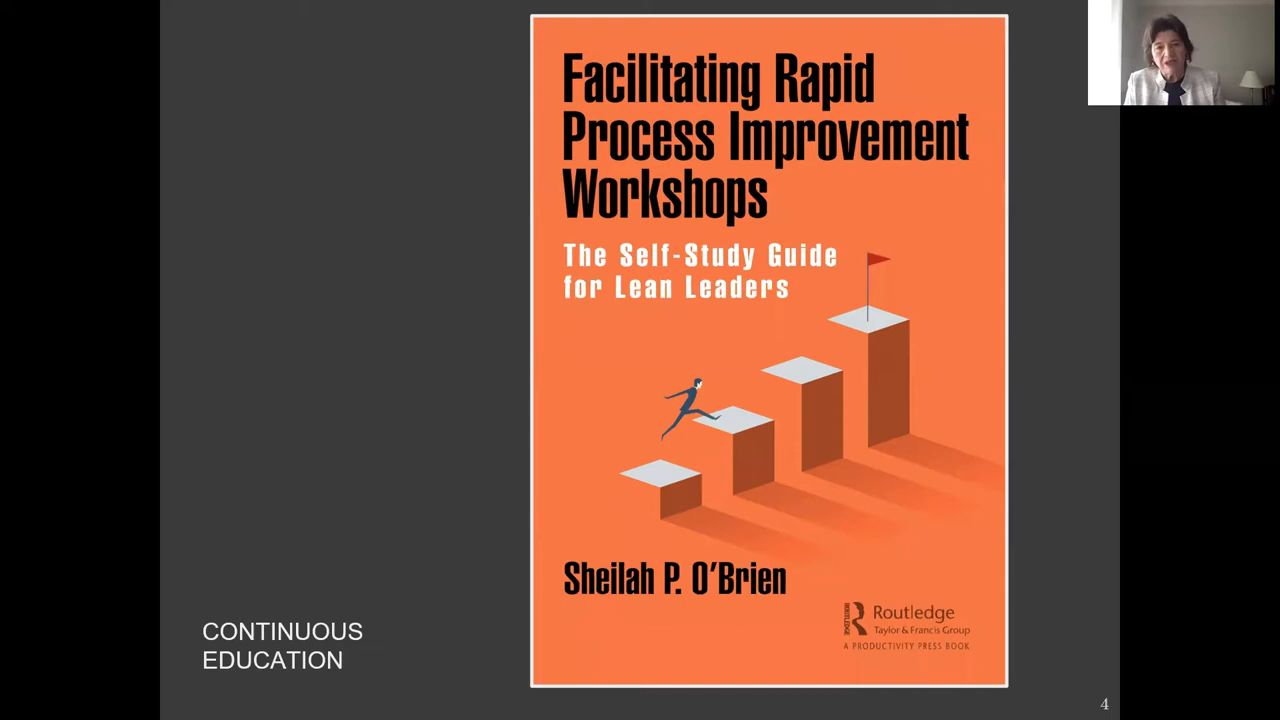 Facilitating Rapid
Process Improvement
Workshops
The Self-Study Guide
for Lean Leaders
Sheilah P. O'Brien
ROUTLEDGE
Routledge
Taylor & Francis Group
A PRODUCTIVITY PRESS BOOK
CONTINUOUS
EDUCATION
4